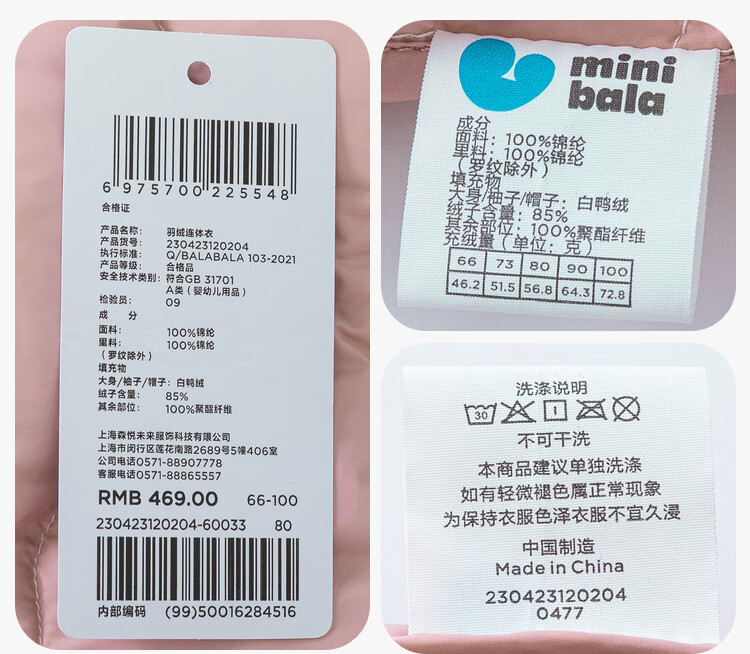 6 975700 225548
合格证
产品名称: 羽绒连体衣
产品货号: 230423120204
执行标准: Q/BALABALA 103-2021
产品等级: 合格品
安全技术类别: 符合GB 31701
A类 (婴幼儿用品)
检验员: 09
成 分
面料: 100%锦纶
里料: 100%锦纶
(罗纹除外)
填充物
大身/袖子/帽子: 白鸭绒
绒子含量: 85%
其余部位: 100%聚酯纤维
上海森悦未来服饰科技有限公司
上海市闵行区莲花南路2689号5幢406室
公司电话0571-88907778
客服电话0571-88865557
RMB 469.00 66-100
230423120204-60033 80
内部编码 (99)50016284516
mini
bala
成分
面料: 100%锦纶
里料: 100%锦纶
(罗纹除外)
填充物
大身/袖子/帽子: 白鸭绒
绒子含量: 85%
其余部位: 100%聚酯纤维
充绒量 (单位: 克)
66 73 80 90 100
46.2 51.5 56.8 64.3 72.8
洗涤说明
30
不可干洗
本商品建议单独洗涤
如有轻微褪色属正常现象
为保持衣服色泽衣服不宜久浸
中国制造
Made in China
230423120204
0477